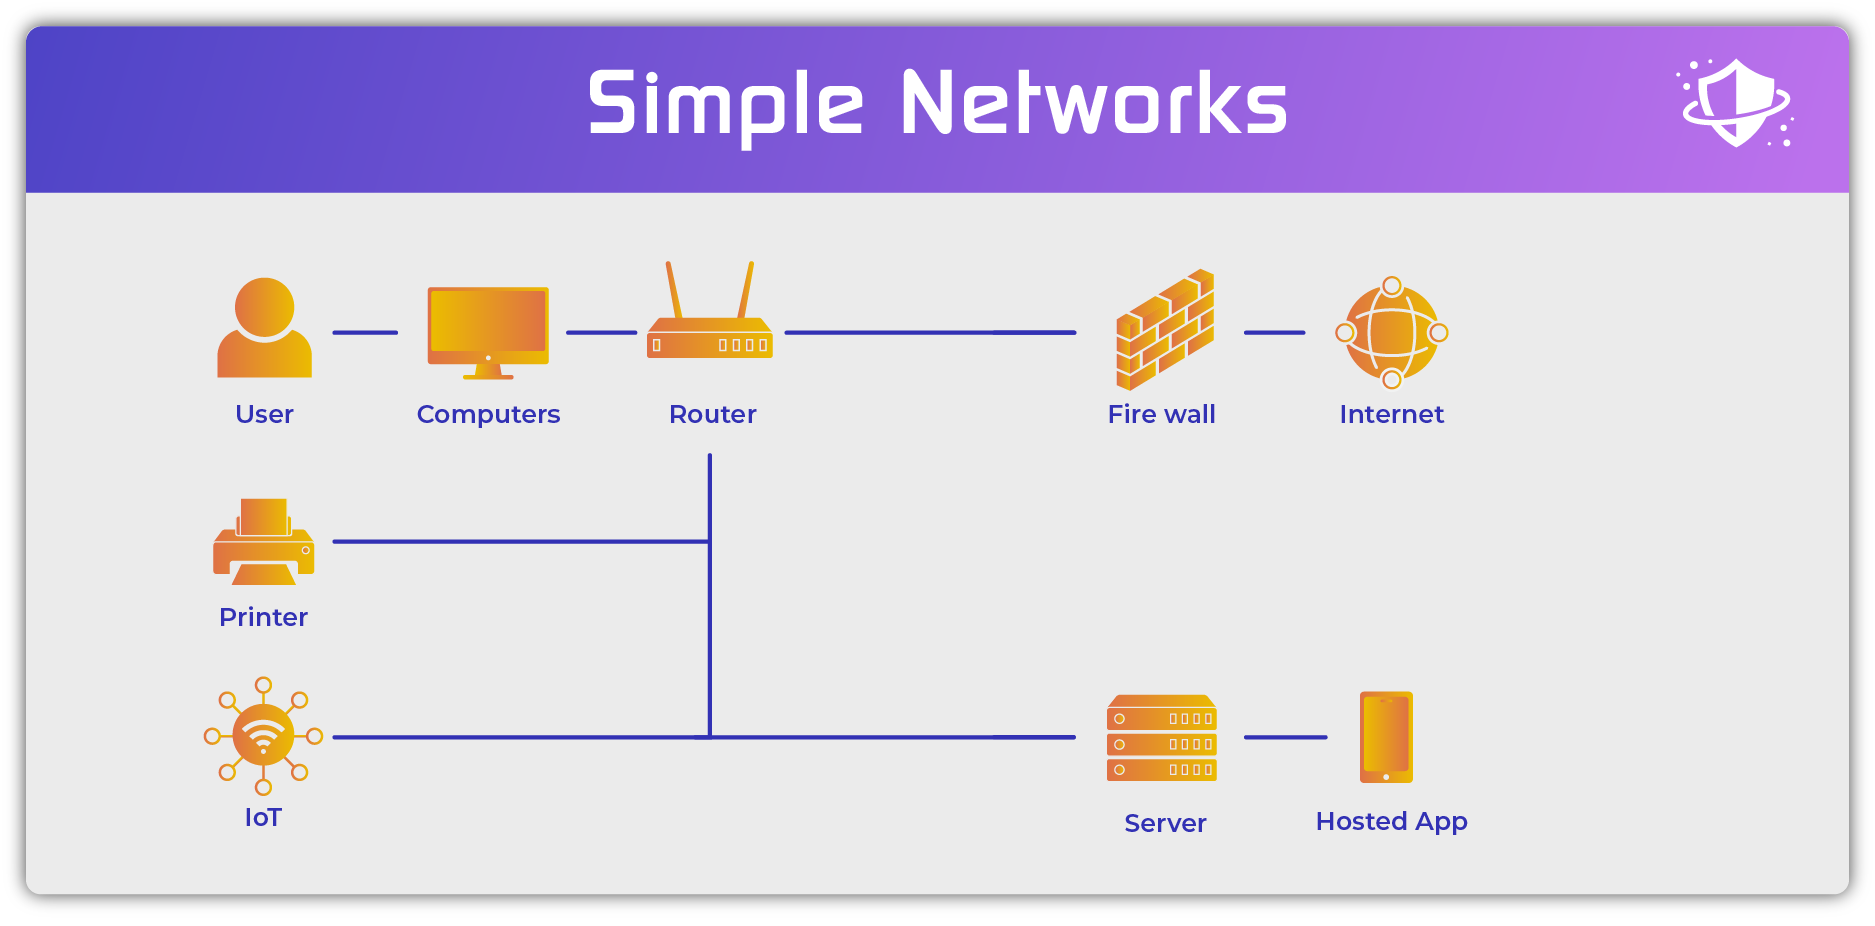 Simple Networks
User
Computers
Router
Fire wall
Internet
Printer
IoT
Server
Hosted App